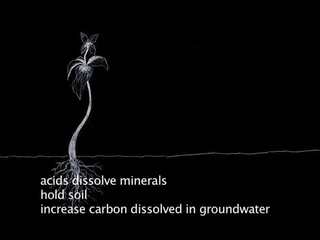 acids dissolve minerals
hold soil
increase carbon dissolved in groundwater